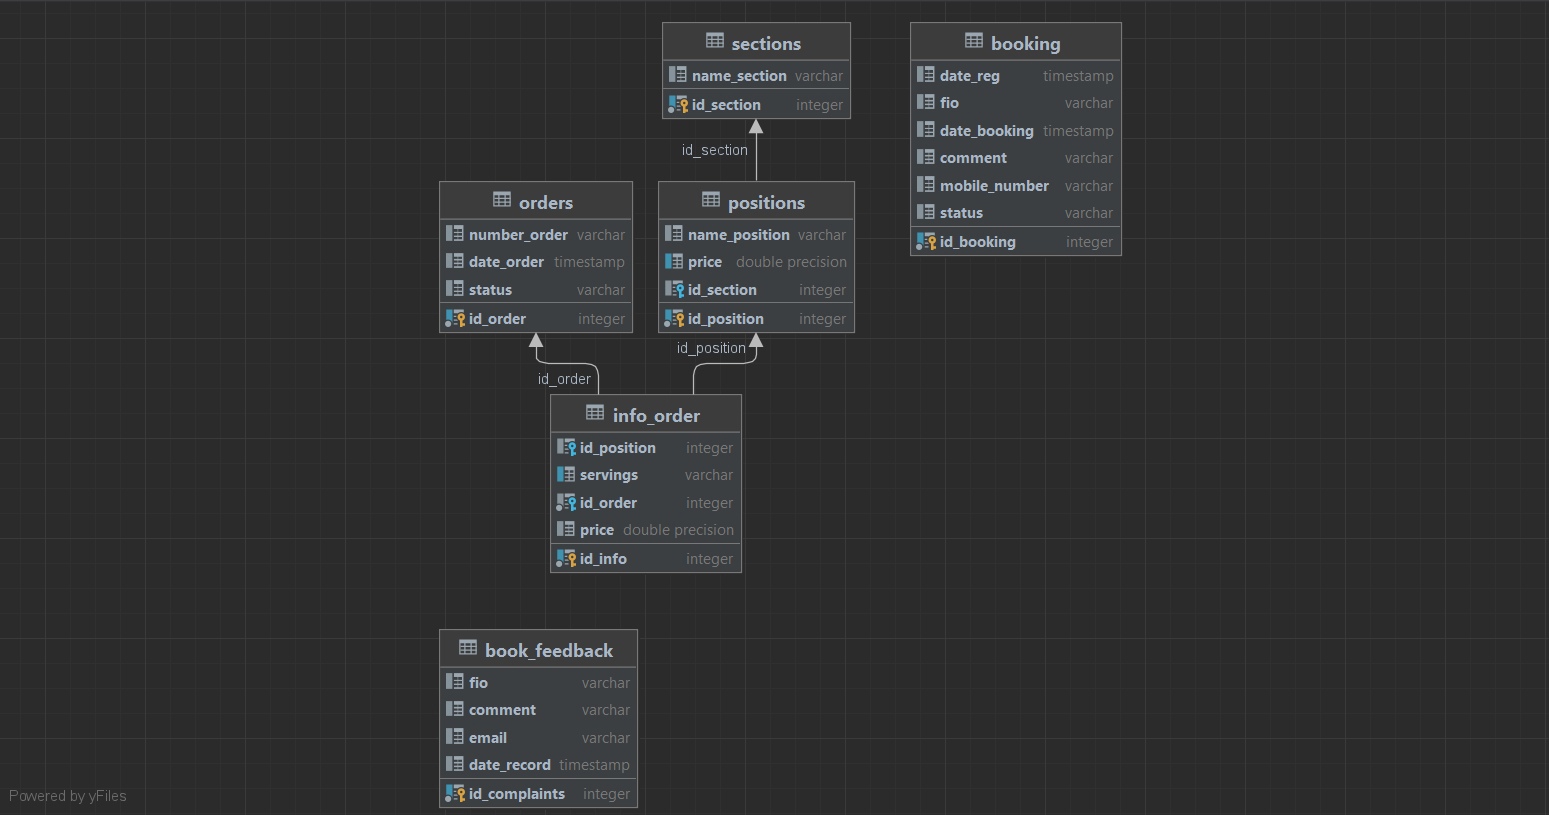 sections
name_section varchar
id_section integer
booking
date_reg timestamp
fio varchar
date_booking timestamp
comment varchar
mobile_number varchar
status varchar
id_booking integer
id_section
orders
number_order varchar
date_order timestamp
status varchar
id_order integer
positions
name_position varchar
price double precision
id_section integer
id_position integer
id_position
id_order
info_order
id_position integer
servings varchar
id_order integer
price double precision
id_info integer
book_feedback
fio varchar
comment varchar
email varchar
date_record timestamp
id_complaints integer
Powered by yFiles